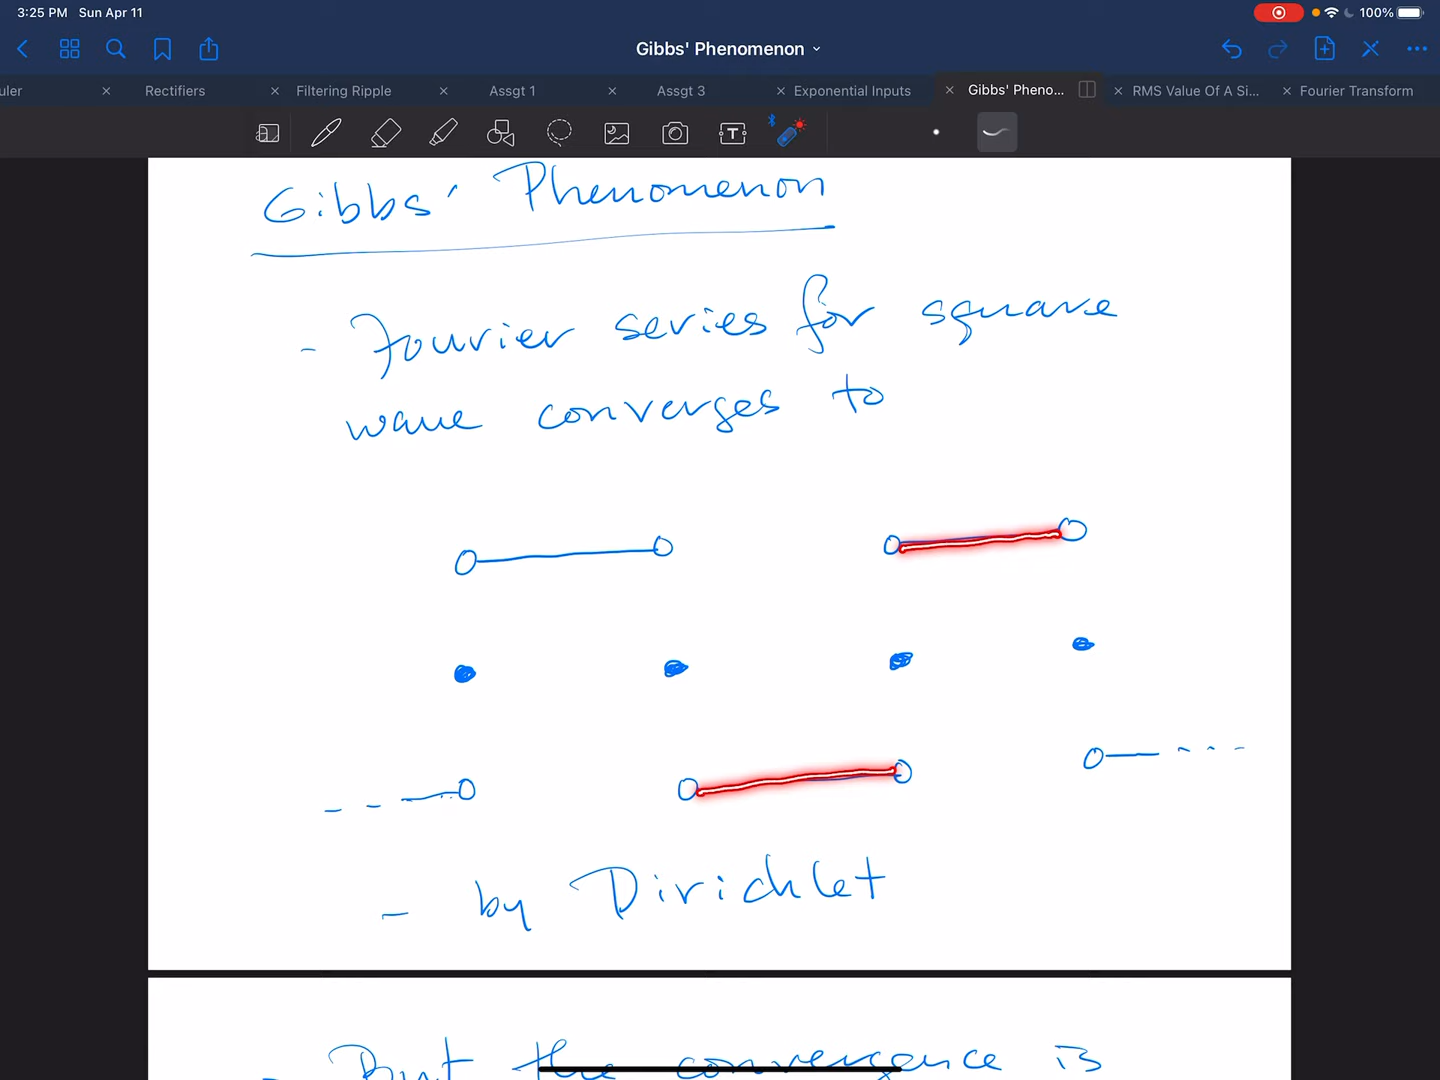 3:25 PM Sun Apr 11
100%
Gibbs' Phenomenon
uler
Rectifiers
Filtering Ripple
Assgt 1
Assgt 3
Exponential Inputs
Gibbs' Pheno...
RMS Value Of A Si...
Fourier Transform
Gibbs' Phenomenon
- Fourier series for square
wave converges to
- by Dirichlet
- But the convergence is